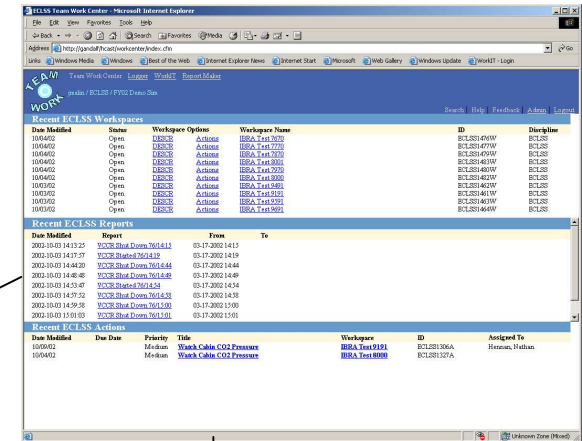 ECLSS Team Work Center - Microsoft Internet Explorer
File Edit View Favorites Tools Help
Back Search Favorites Media
Address http://gandalf/hcast/workcenter/index.cfm Go
Links Windows Media Windows Best of the Web Internet Explorer News Internet Start Microsoft Web Gallery Windows Update WorkIT - Login
TEAM WORK
Team Work Center Logger WorkIT Report Maker
jmalin / ECLSS / FY02 Demo Sim
Search | Help | Feedback | Admin | Logout
Recent ECLSS Workspaces
Date Modified Status Workspace Options Workspace Name ID Discipline
10/04/02 Open DESCR Actions IBRA Test 7670 ECLSS1476W ECLSS
10/04/02 Open DESCR Actions IBRA Test 7770 ECLSS1477W ECLSS
10/04/02 Open DESCR Actions IBRA Test 7870 ECLSS1479W ECLSS
10/04/02 Open DESCR Actions IBRA Test 8001 ECLSS1483W ECLSS
10/04/02 Open DESCR Actions IBRA Test 7970 ECLSS1480W ECLSS
10/04/02 Open DESCR Actions IBRA Test 8000 ECLSS1482W ECLSS
10/03/02 Open DESCR Actions IBRA Test 9491 ECLSS1462W ECLSS
10/03/02 Open DESCR Actions IBRA Test 9191 ECLSS1461W ECLSS
10/03/02 Open DESCR Actions IBRA Test 9591 ECLSS1463W ECLSS
10/03/02 Open DESCR Actions IBRA Test 9691 ECLSS1464W ECLSS
Recent ECLSS Reports
Date Modified Report From To
2002-10-03 14:13:25 VCCR Shut Down 76/14:15 03-17-2002 14:15
2002-10-03 14:17:57 VCCR Started 76/14:19 03-17-2002 14:19
2002-10-03 14:44:20 VCCR Shut Down 76/14:44 03-17-2002 14:44
2002-10-03 14:48:48 VCCR Shut Down 76/14:49 03-17-2002 14:49
2002-10-03 14:53:47 VCCR Started 76/14:54 03-17-2002 14:54
2002-10-03 14:57:52 VCCR Shut Down 76/14:58 03-17-2002 14:58
2002-10-03 14:59:58 VCCR Shut Down 76/15:00 03-17-2002 15:00
2002-10-03 15:01:03 VCCR Shut Down 76/15:01 03-17-2002 15:01
Recent ECLSS Actions
Date Modified Due Date Priority Title Workspace ID Assigned To
10/09/02 Medium Watch Cabin CO2 Pressure IBRA Test 9191 ECLSS1306A Hennan, Nathan
10/04/02 Medium Watch Cabin CO2 Pressure IBRA Test 8000 ECLSS1327A
Unknown Zone (Mixed)